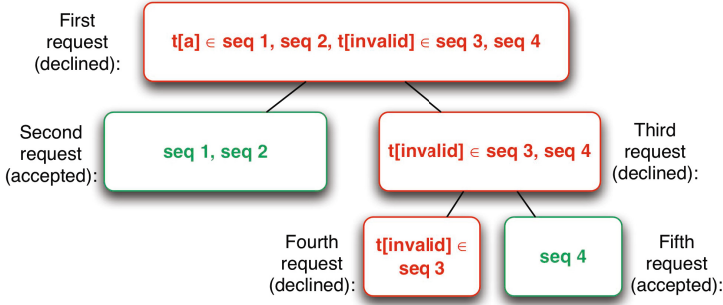 First
request
(declined):
t[a] ∈ seq 1, seq 2, t[invalid] ∈ seq 3, seq 4
Second
request
(accepted):
seq 1, seq 2
t[invalid] ∈ seq 3, seq 4
Third
request
(declined):
Fourth
request
(declined):
t[invalid] ∈
seq 3
seq 4
Fifth
request
(accepted):